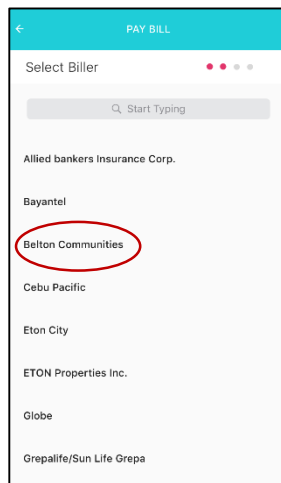 PAY BILL
Select Biller
Start Typing
Allied bankers Insurance Corp.
Bayantel
Belton Communities
Cebu Pacific
Eton City
ETON Properties Inc.
Globe
Grepalife/Sun Life Grepa